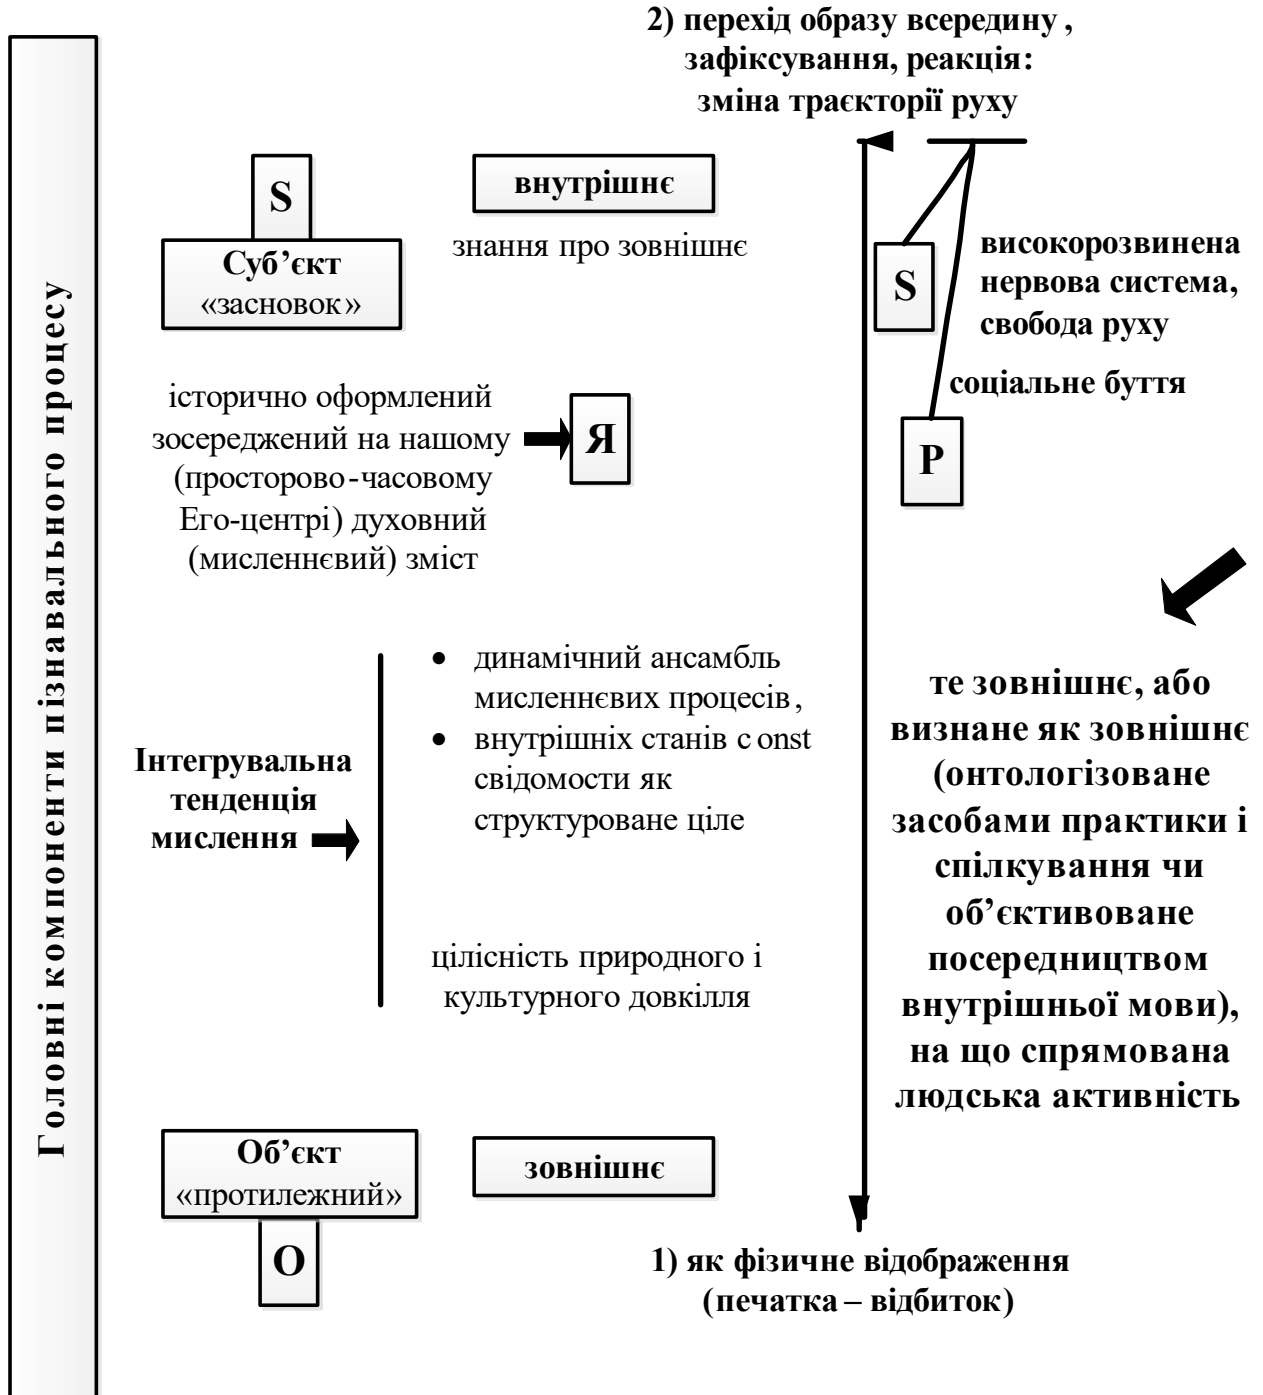 Головні компоненти пізнавального процесу
2) перехід образу всередину,
зафіксування, реакція:
зміна траєкторії руху
S
Суб’єкт
«засновок»
внутрішнє
знання про зовнішнє
S
високорозвинена
нервова система,
свобода руху
соціальне буття
P
історично оформлений
зосереджений на нашому
(просторово-часовому
Его-центрі) духовний
(мисленнєвий) зміст
Я
Інтегрувальна
тенденція
мислення
• динамічний ансамбль
мисленнєвих процесів,
• внутрішніх станів const
свідомости як
структуроване ціле
цілісність природного і
культурного довкілля
те зовнішнє, або
визнане як зовнішнє
(онтологізоване
засобами практики і
спілкування чи
об’єктивоване
посередництвом
внутрішньої мови),
на що спрямована
людська активність
Об’єкт
«протилежний»
O
зовнішнє
1) як фізичне відображення
(печатка – відбиток)